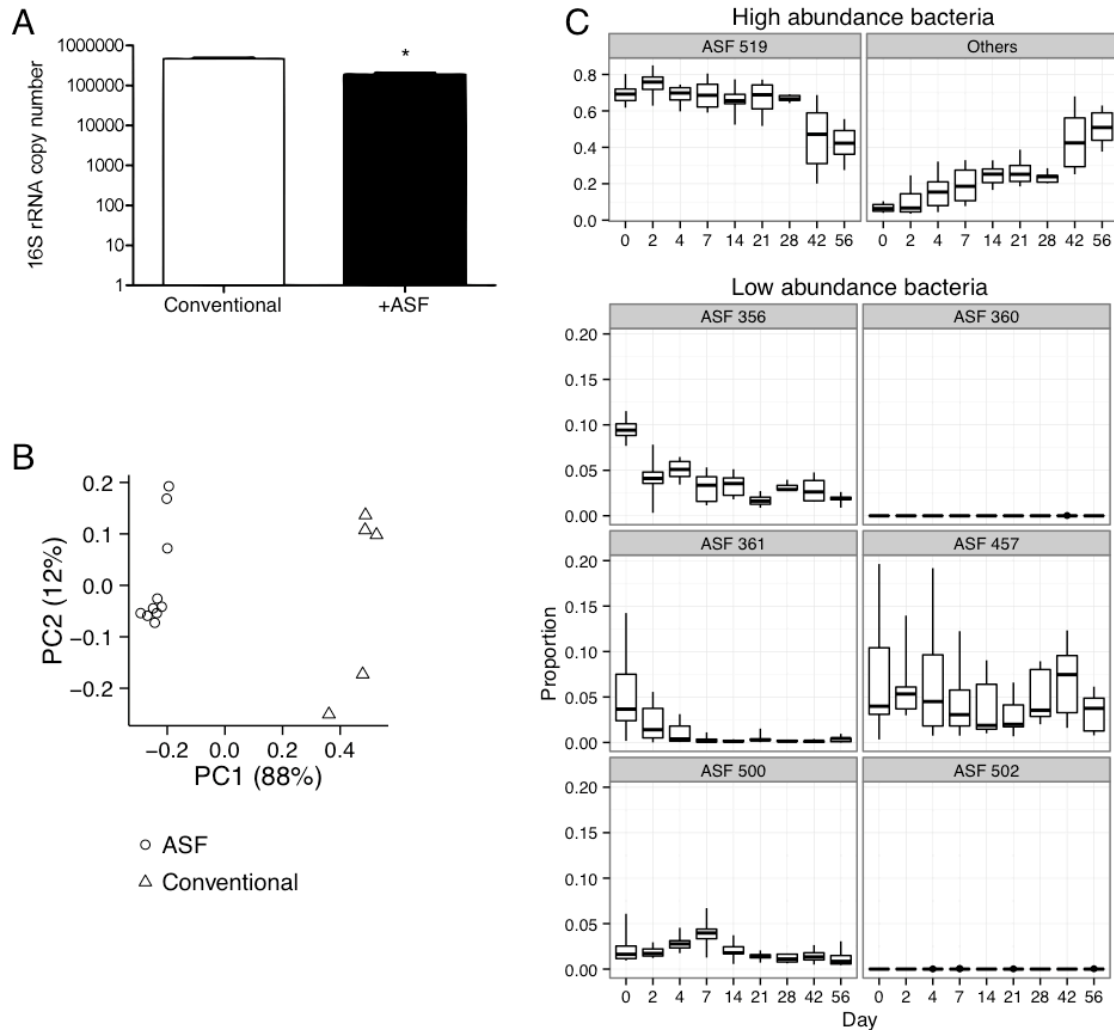 A
1000000
100000
10000
1000
100
10
1
16S rRNA copy number
*
Conventional
+ASF
B
0.2
0.1
0.0
−0.1
−0.2
PC2 (12%)
−0.2 0.0 0.2 0.4
PC1 (88%)
ASF
Conventional
C
High abundance bacteria
ASF 519 Others
0.8
0.6
0.4
0.2
0.0
0 2 4 7 14 21 28 42 56 0 2 4 7 14 21 28 42 56
Low abundance bacteria
ASF 356 ASF 360
0.20
0.15
0.10
0.05
0.00
ASF 361 ASF 457
0.20
0.15
0.10
0.05
0.00
Proportion
ASF 500 ASF 502
0.20
0.15
0.10
0.05
0.00
0 2 4 7 14 21 28 42 56 0 2 4 7 14 21 28 42 56
Day